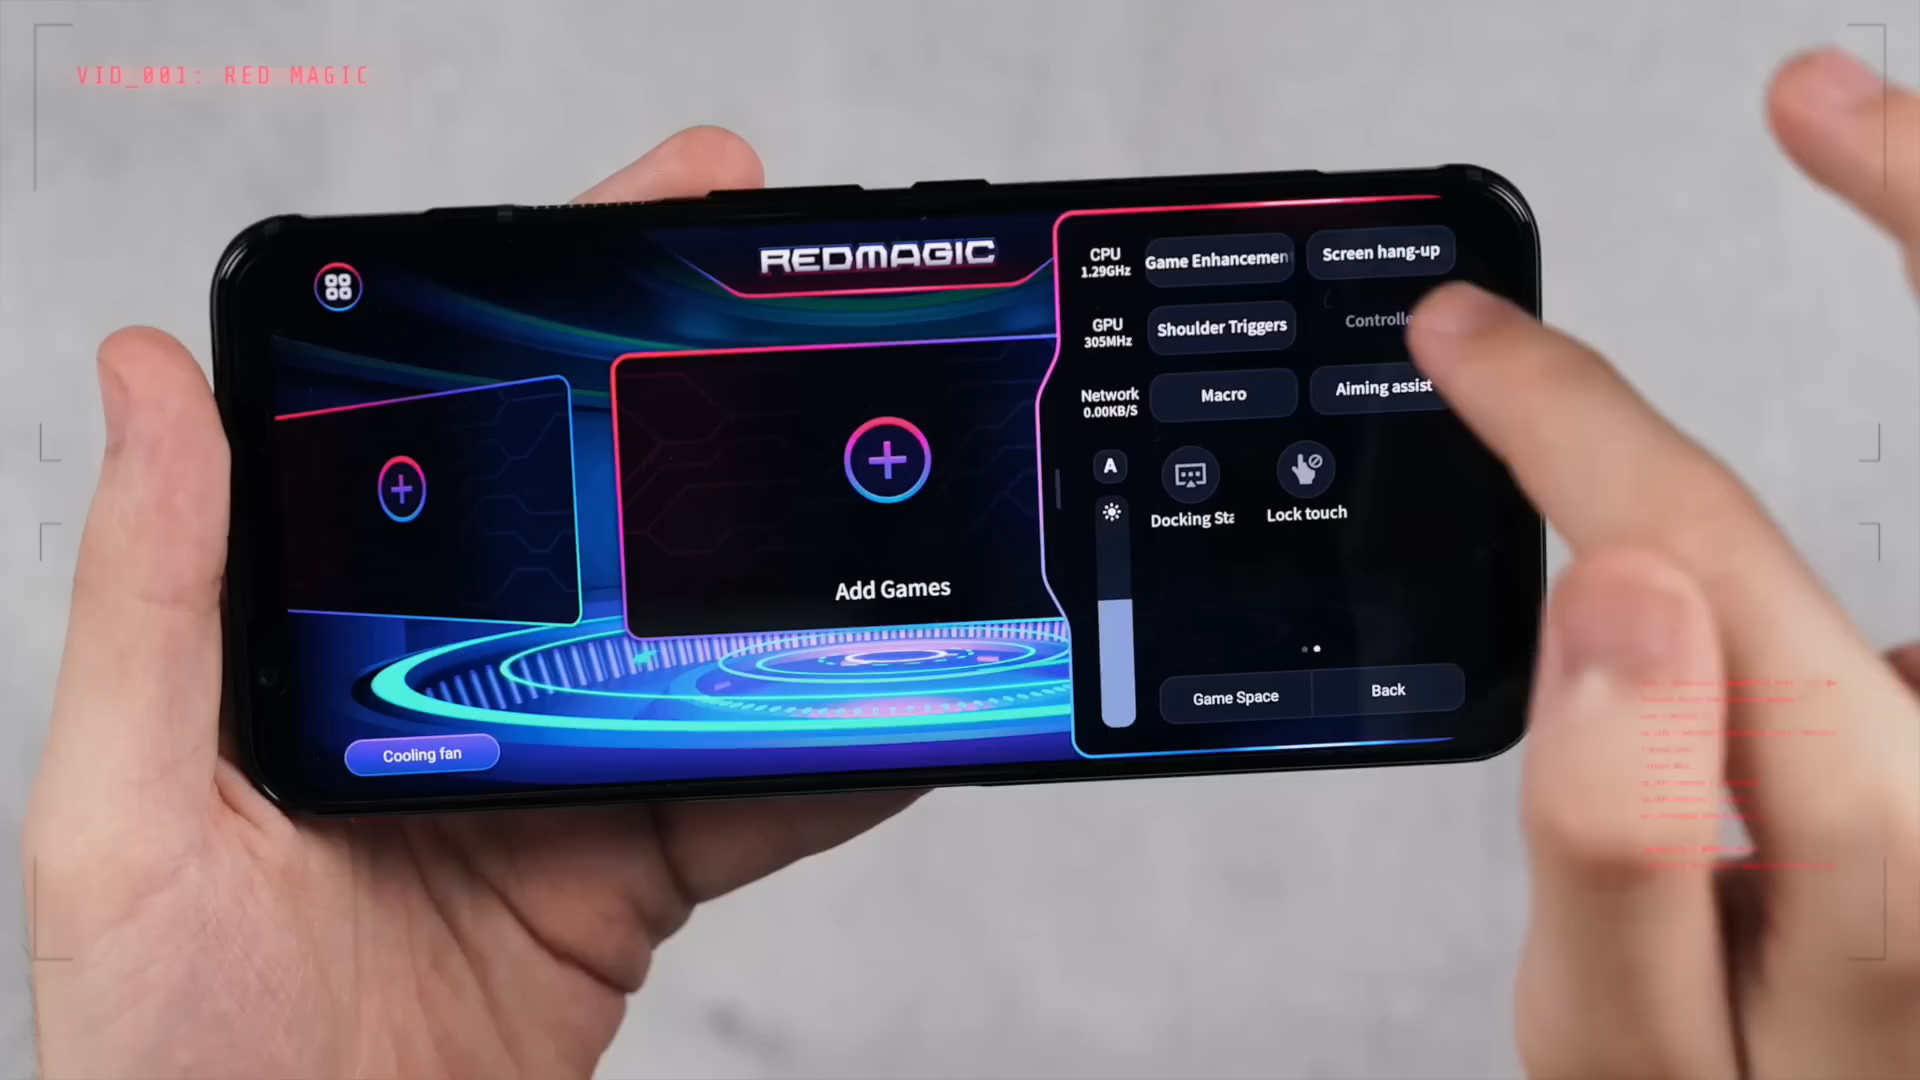 VID_001: RED MAGIC
REDMAGIC
Add Games
Cooling fan
CPU
1.29GHz
Game Enhancemen
Screen hang-up
GPU
305MHz
Shoulder Triggers
Controlle
Network
0.00KB/S
Macro
Aiming assist
A
Docking Sta
Lock touch
Game Space
Back